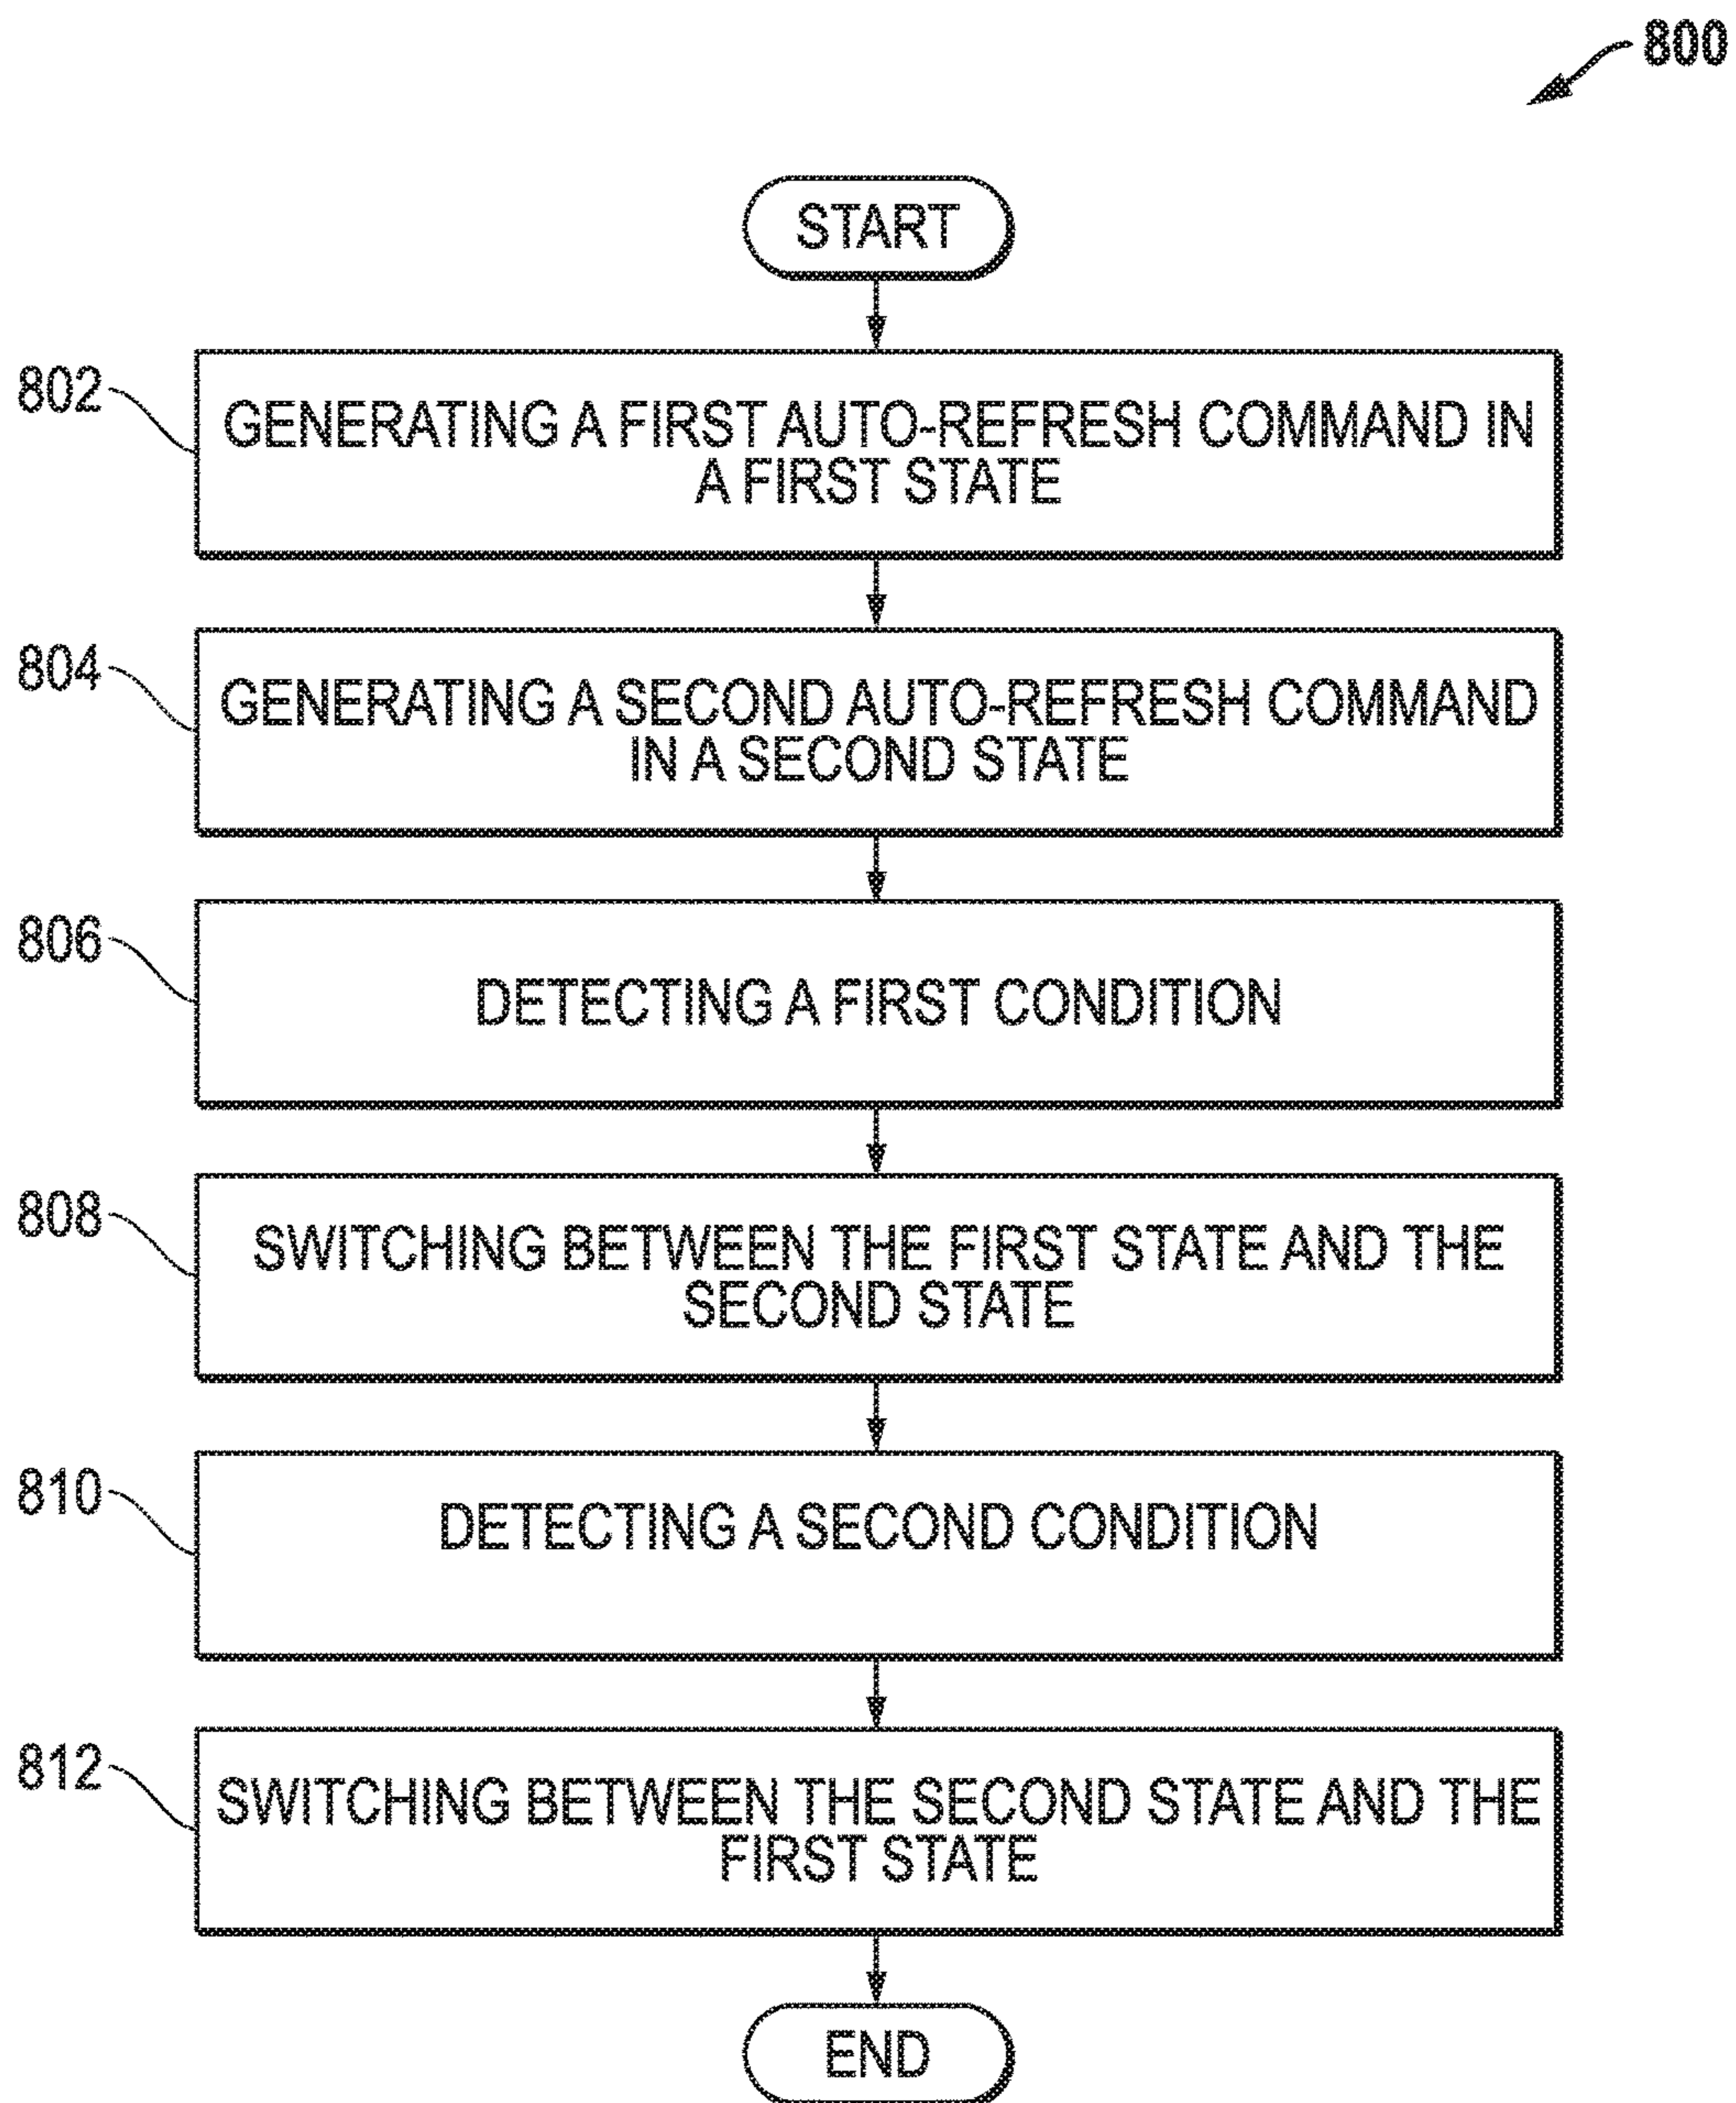 800
START
802
GENERATING A FIRST AUTO-REFRESH COMMAND IN
A FIRST STATE
804
GENERATING A SECOND AUTO-REFRESH COMMAND
IN A SECOND STATE
806
DETECTING A FIRST CONDITION
808
SWITCHING BETWEEN THE FIRST STATE AND THE
SECOND STATE
810
DETECTING A SECOND CONDITION
812
SWITCHING BETWEEN THE SECOND STATE AND THE
FIRST STATE
END